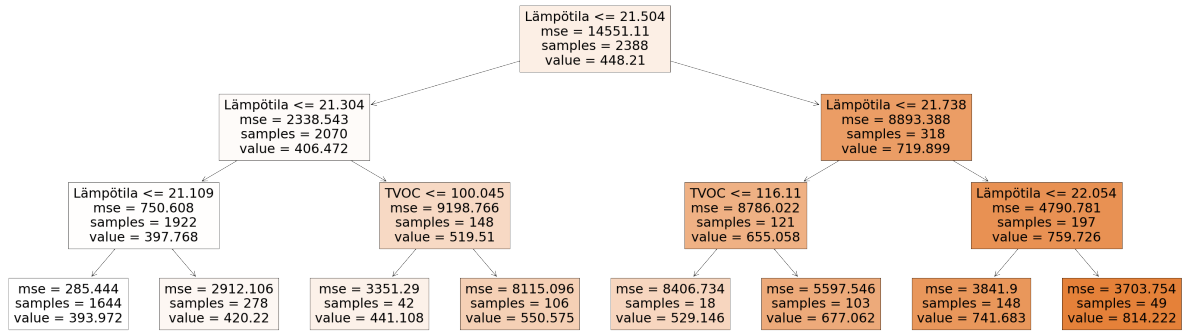 Lämpötila <= 21.504
mse = 14551.11
samples = 2388
value = 448.21
Lämpötila <= 21.304
mse = 2338.543
samples = 2070
value = 406.472
Lämpötila <= 21.738
mse = 8893.388
samples = 318
value = 719.899
Lämpötila <= 21.109
mse = 750.608
samples = 1922
value = 397.768
TVOC <= 100.045
mse = 9198.766
samples = 148
value = 519.51
TVOC <= 116.11
mse = 8786.022
samples = 121
value = 655.058
Lämpötila <= 22.054
mse = 4790.781
samples = 197
value = 759.726
mse = 285.444
samples = 1644
value = 393.972
mse = 2912.106
samples = 278
value = 420.22
mse = 3351.29
samples = 42
value = 441.108
mse = 8115.096
samples = 106
value = 550.575
mse = 8406.734
samples = 18
value = 529.146
mse = 5597.546
samples = 103
value = 677.062
mse = 3841.9
samples = 148
value = 741.683
mse = 3703.754
samples = 49
value = 814.222